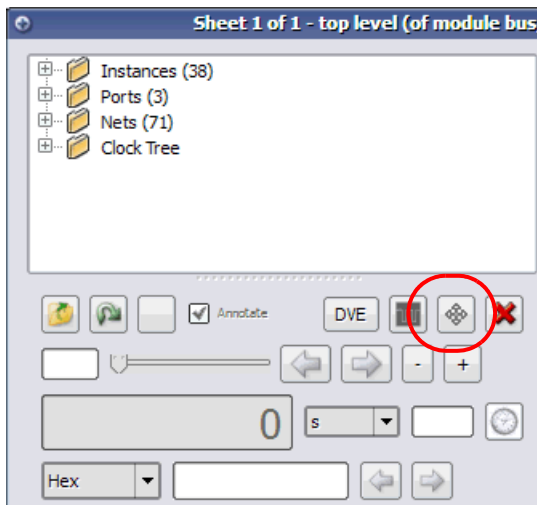 Sheet 1 of 1 - top level (of module bus
Instances (38)
Ports (3)
Nets (71)
Clock Tree
Annotate DVE
- +
0 s
Hex